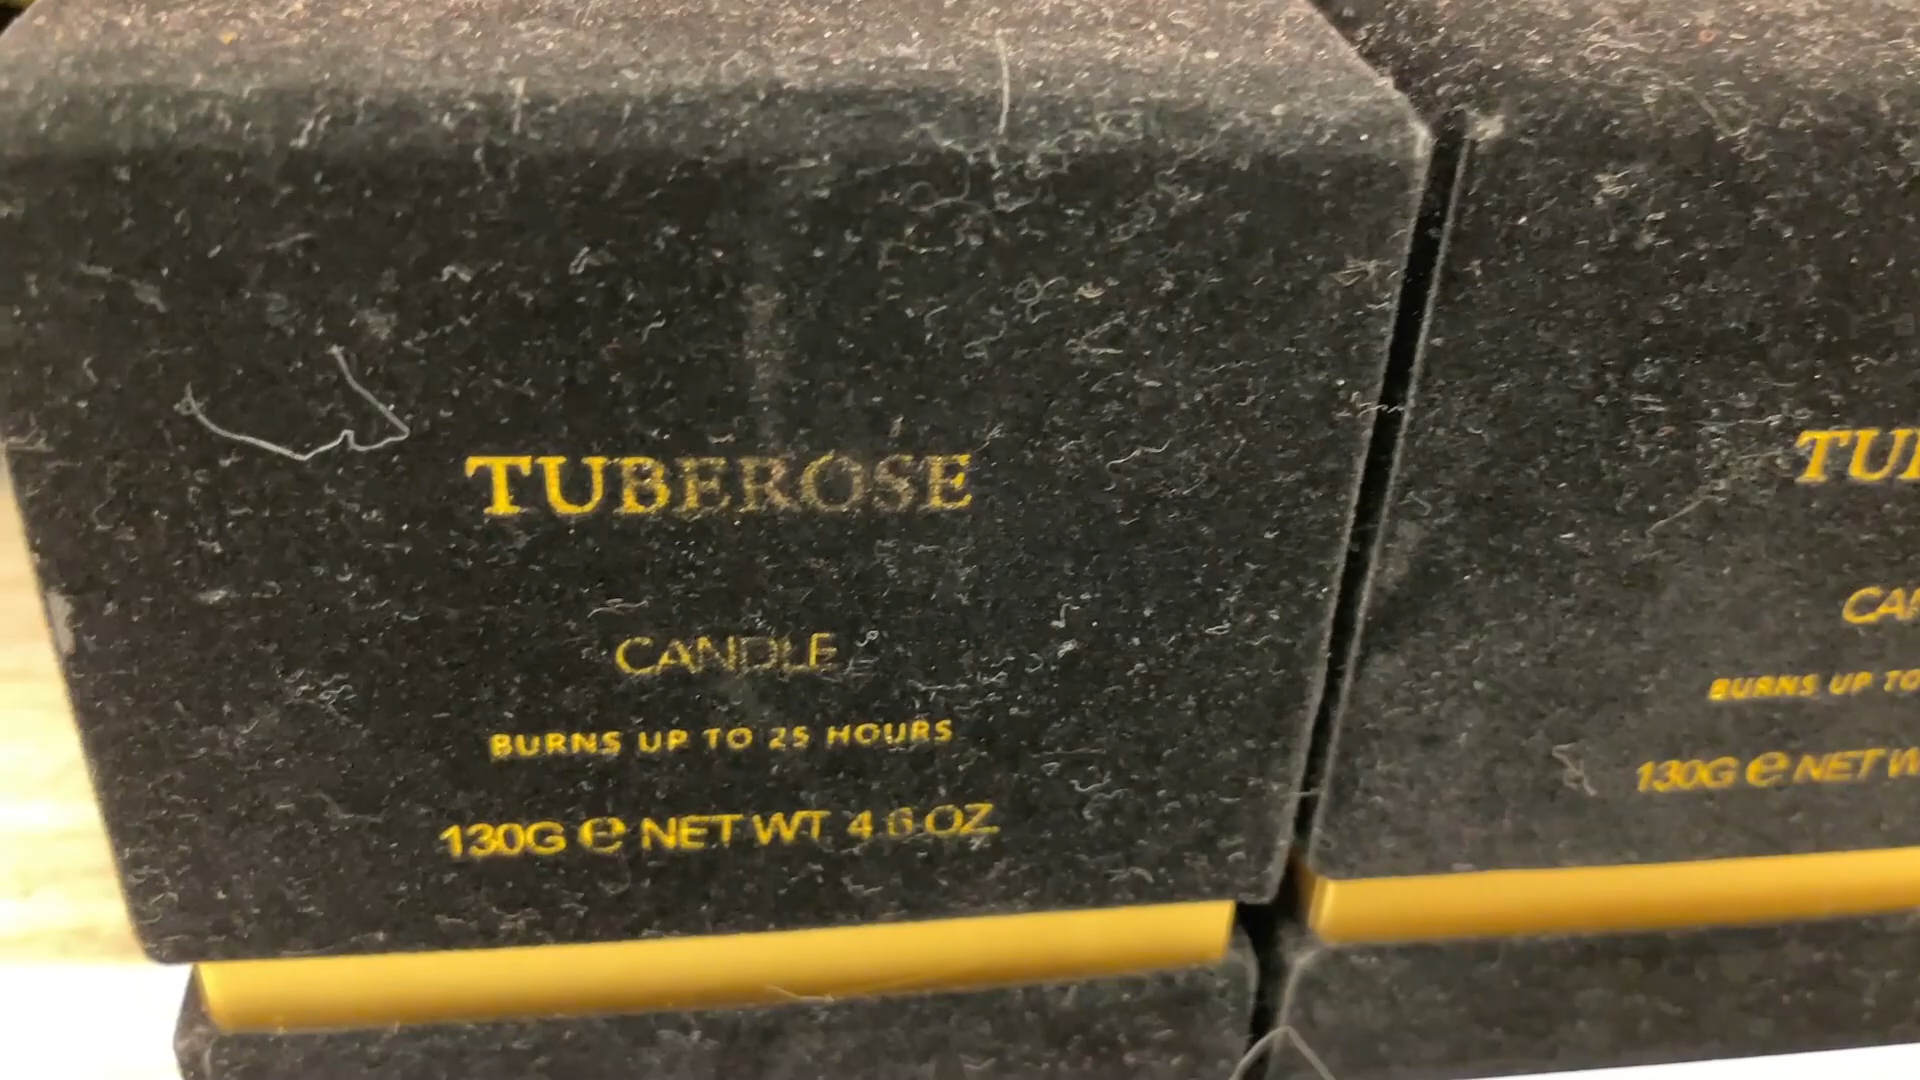 TUBEROSE
CANDLE
BURNS UP TO 25 HOURS
130G ℮ NET WT 4.6 OZ
TU
CAN
BURNS UP TO
130G ℮ NET W